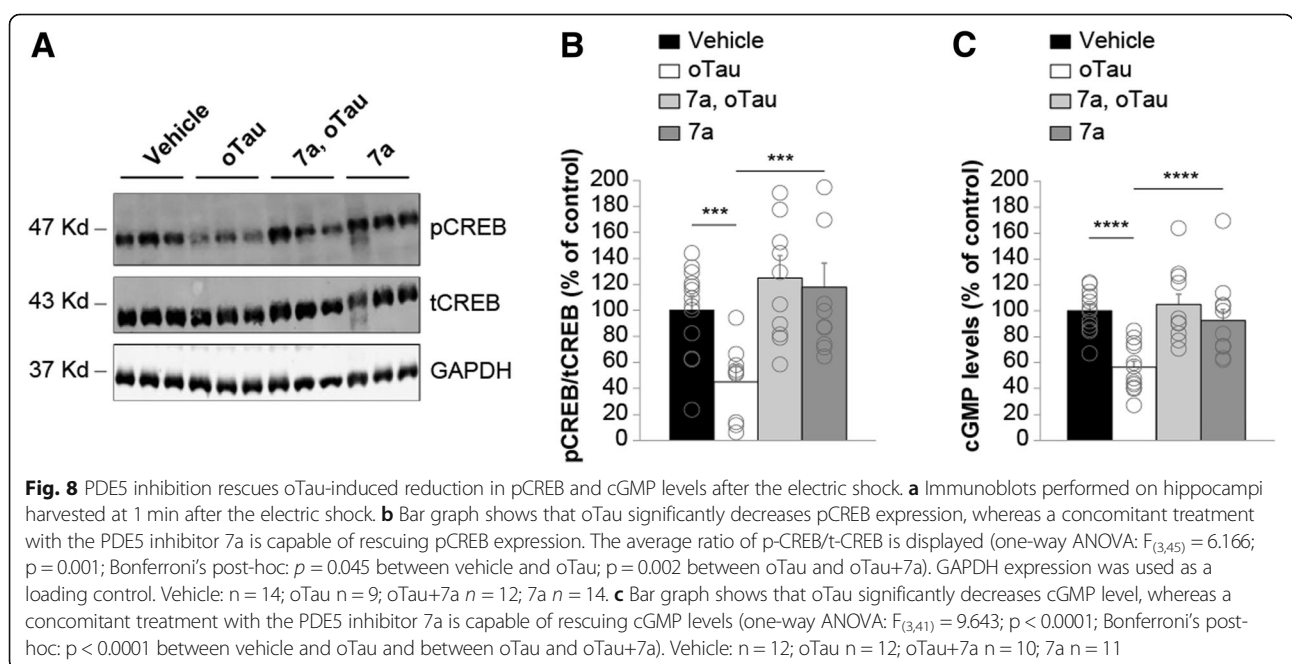 A
Vehicle oTau 7a, oTau 7a
47 Kd pCREB
43 Kd tCREB
37 Kd GAPDH
B
Vehicle
oTau
7a, oTau
7a
pCREB/tCREB (% of control)
200
180
160
140
120
100
80
60
40
20
0
***
***
C
Vehicle
oTau
7a, oTau
7a
cGMP levels (% of control)
200
180
160
140
120
100
80
60
40
20
0
****
****
Fig. 8 PDE5 inhibition rescues oTau-induced reduction in pCREB and cGMP levels after the electric shock. a Immunoblots performed on hippocampi
harvested at 1 min after the electric shock. b Bar graph shows that oTau significantly decreases pCREB expression, whereas a concomitant treatment
with the PDE5 inhibitor 7a is capable of rescuing pCREB expression. The average ratio of p-CREB/t-CREB is displayed (one-way ANOVA: F(3,45) = 6.166;
p = 0.001; Bonferroni's post-hoc: p = 0.045 between vehicle and oTau; p = 0.002 between oTau and oTau+7a). GAPDH expression was used as a
loading control. Vehicle: n = 14; oTau n = 9; oTau+7a n = 12; 7a n = 14. c Bar graph shows that oTau significantly decreases cGMP level, whereas a
concomitant treatment with the PDE5 inhibitor 7a is capable of rescuing cGMP levels (one-way ANOVA: F(3,41) = 9.643; p < 0.0001; Bonferroni's post-
hoc: p < 0.0001 between vehicle and oTau and between oTau and oTau+7a). Vehicle: n = 12; oTau n = 12; oTau+7a n = 10; 7a n = 11